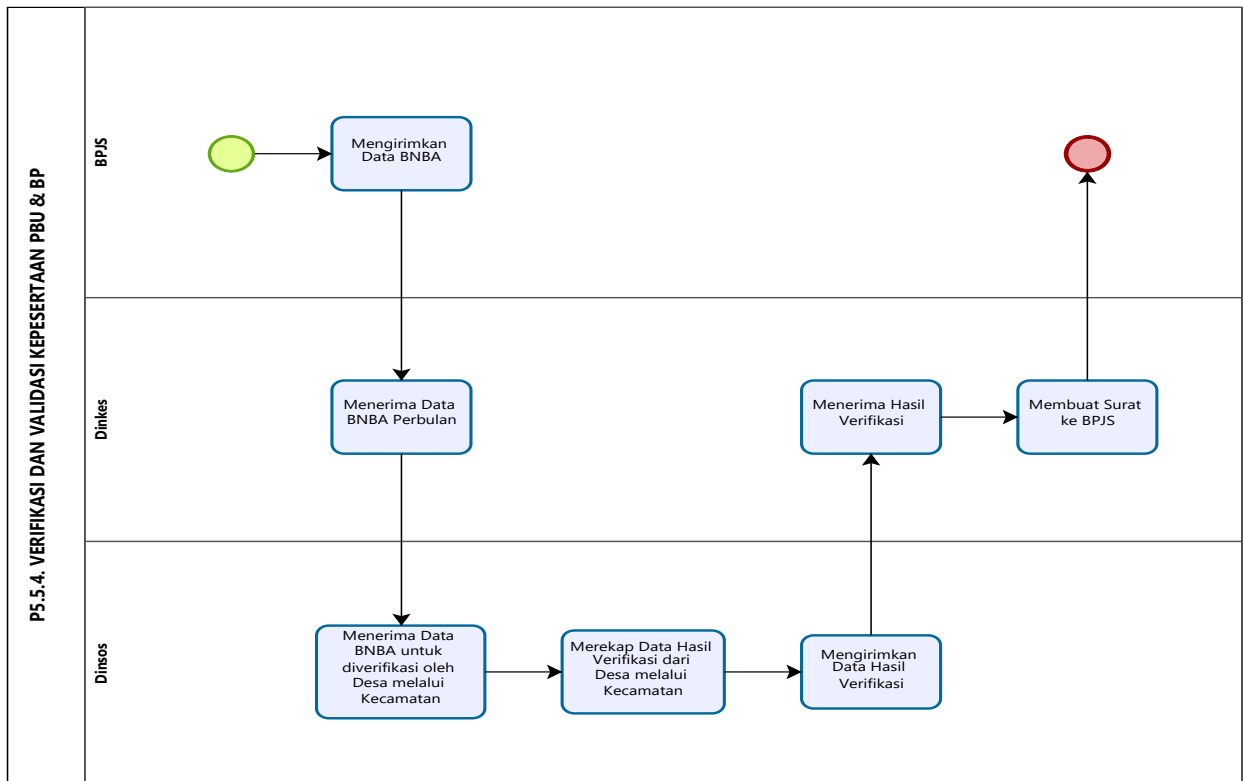 P5.5.4. VERIFIKASI DAN VALIDASI KEPESERTAAN PBU & BP
BPJS
Mengirimkan
Data BNBA
Dinkes
Menerima Data
BNBA Perbulan
Menerima Hasil
Verifikasi
Membuat Surat
ke BPJS
Dinsos
Menerima Data
BNBA untuk
diverifikasi oleh
Desa melalui
Kecamatan
Merekap Data Hasil
Verifikasi dari
Desa melalui
Kecamatan
Mengirimkan
Data Hasil
Verifikasi